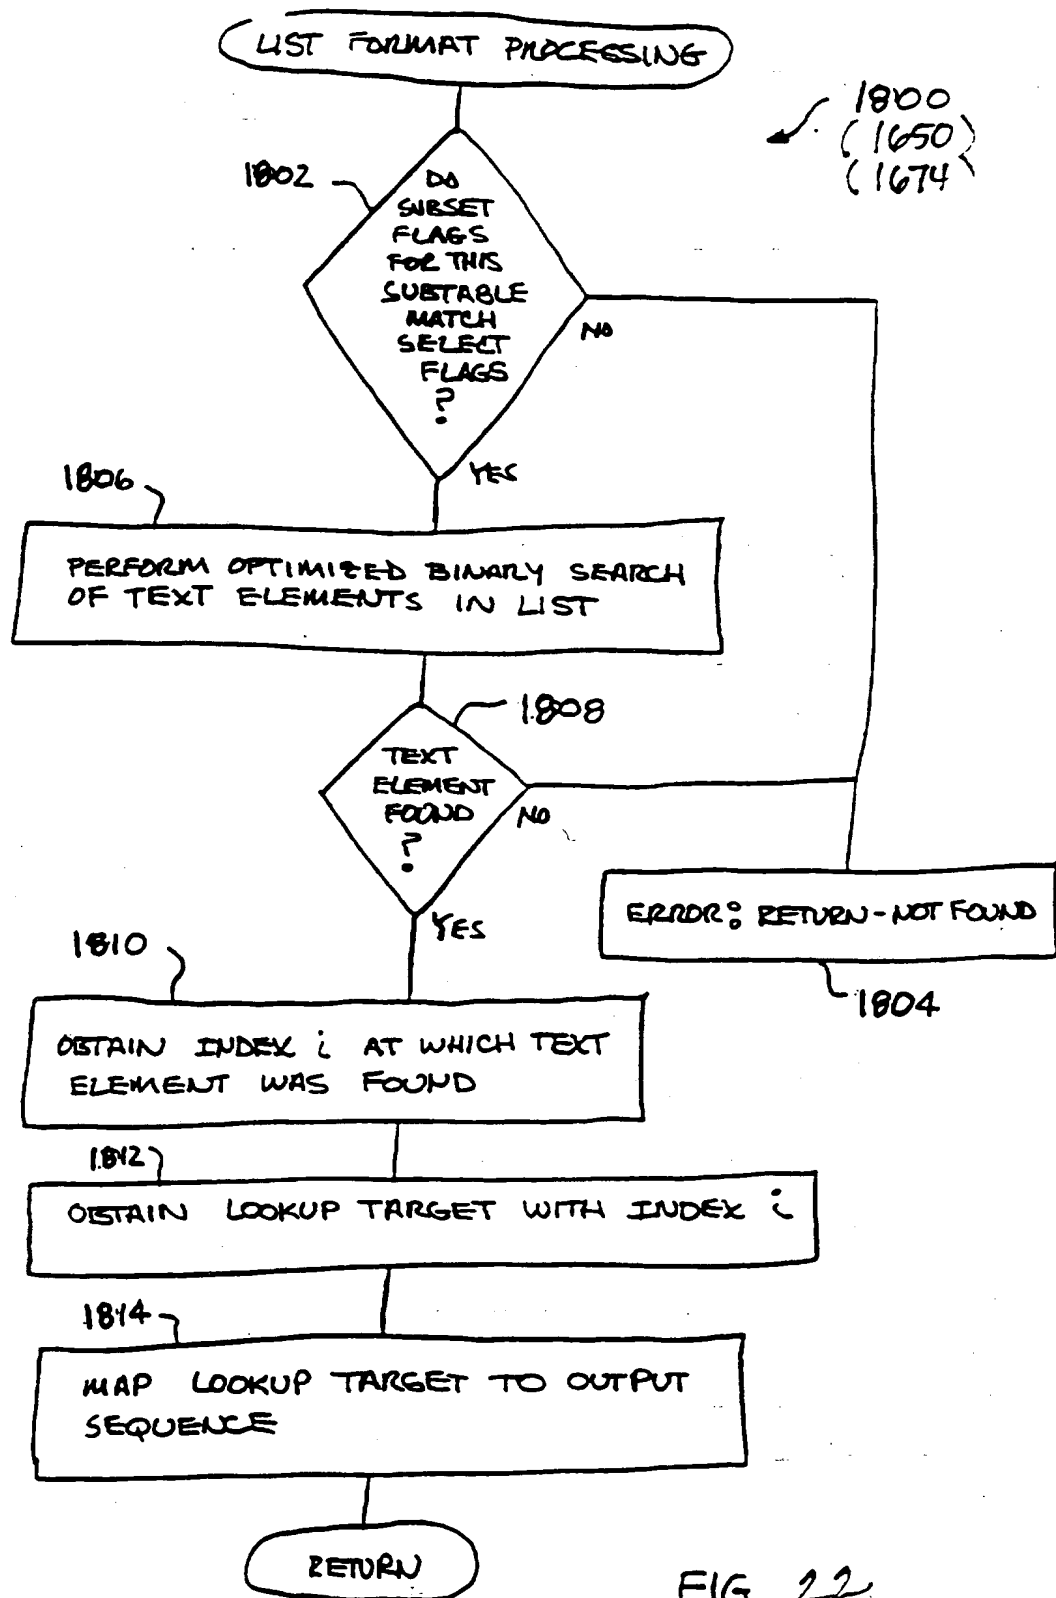 LIST FORMAT PROCESSING
1800
(1650)
(1674)
1802
DO
SUBSET
FLAGS
FOR THIS
SUBTABLE
MATCH
SELECT
FLAGS
?
NO
YES
1806
PERFORM OPTIMIZED BINARY SEARCH
OF TEXT ELEMENTS IN LIST
1808
TEXT
ELEMENT
FOUND
?
NO
YES
ERROR: RETURN-NOT FOUND
1804
1810
OBTAIN INDEX i AT WHICH TEXT
ELEMENT WAS FOUND
1812
OBTAIN LOOKUP TARGET WITH INDEX i
1814
MAP LOOKUP TARGET TO OUTPUT
SEQUENCE
RETURN
FIG 22